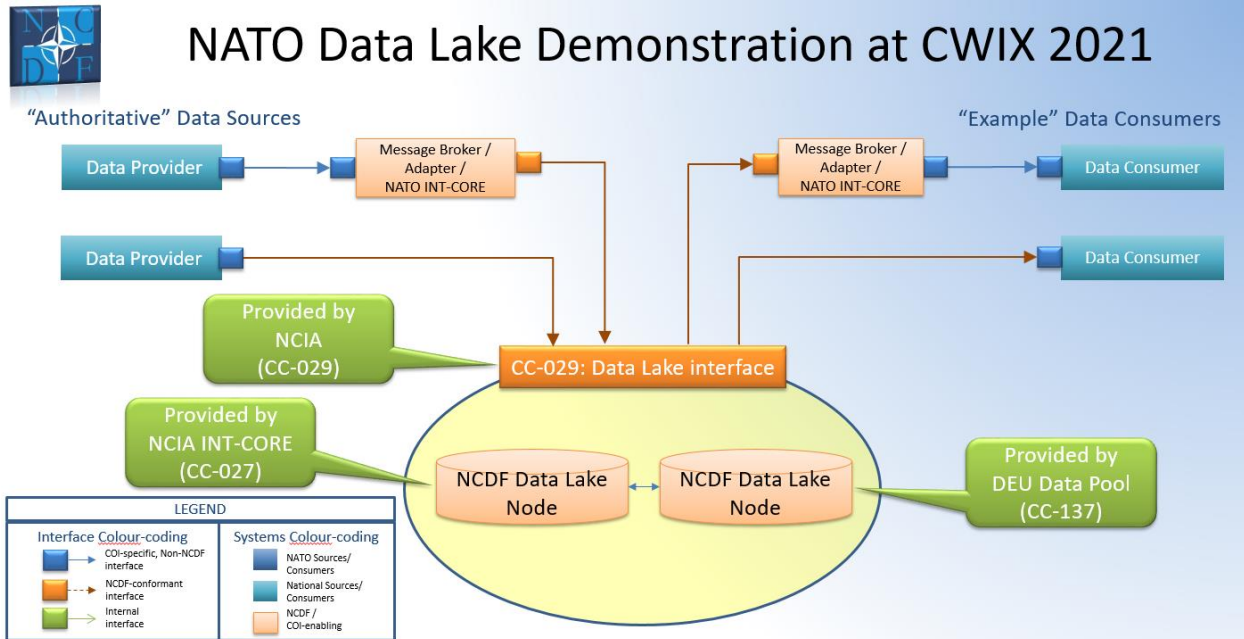 N C
D F
NATO Data Lake Demonstration at CWIX 2021
“Authoritative” Data Sources
“Example” Data Consumers
Data Provider
Message Broker /
Adapter /
NATO INT-CORE
Message Broker /
Adapter /
NATO INT-CORE
Data Consumer
Data Provider
Data Consumer
Provided by
NCIA
(CC-029)
CC-029: Data Lake interface
Provided by
NCIA INT-CORE
(CC-027)
NCDF Data Lake
Node
NCDF Data Lake
Node
Provided by
DEU Data Pool
(CC-137)
LEGEND
Interface Colour-coding
COI-specific, Non-NCDF
interface
NCDF-conformant
interface
Internal
interface
Systems Colour-coding
NATO Sources/
Consumers
National Sources/
Consumers
NCDF /
COI-enabling